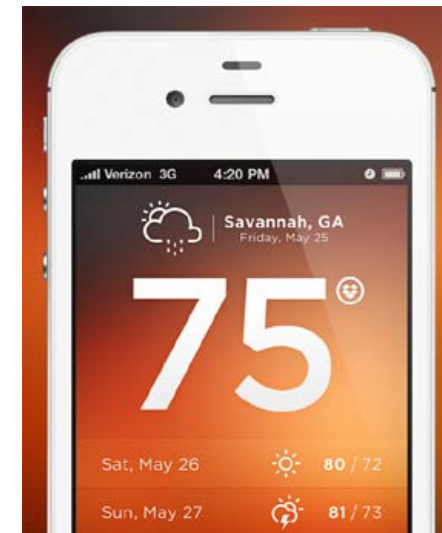 Verizon 3G 4:20 PM
Savannah, GA
Friday, May 25
75
Sat, May 26 80 / 72
Sun, May 27 81 / 73